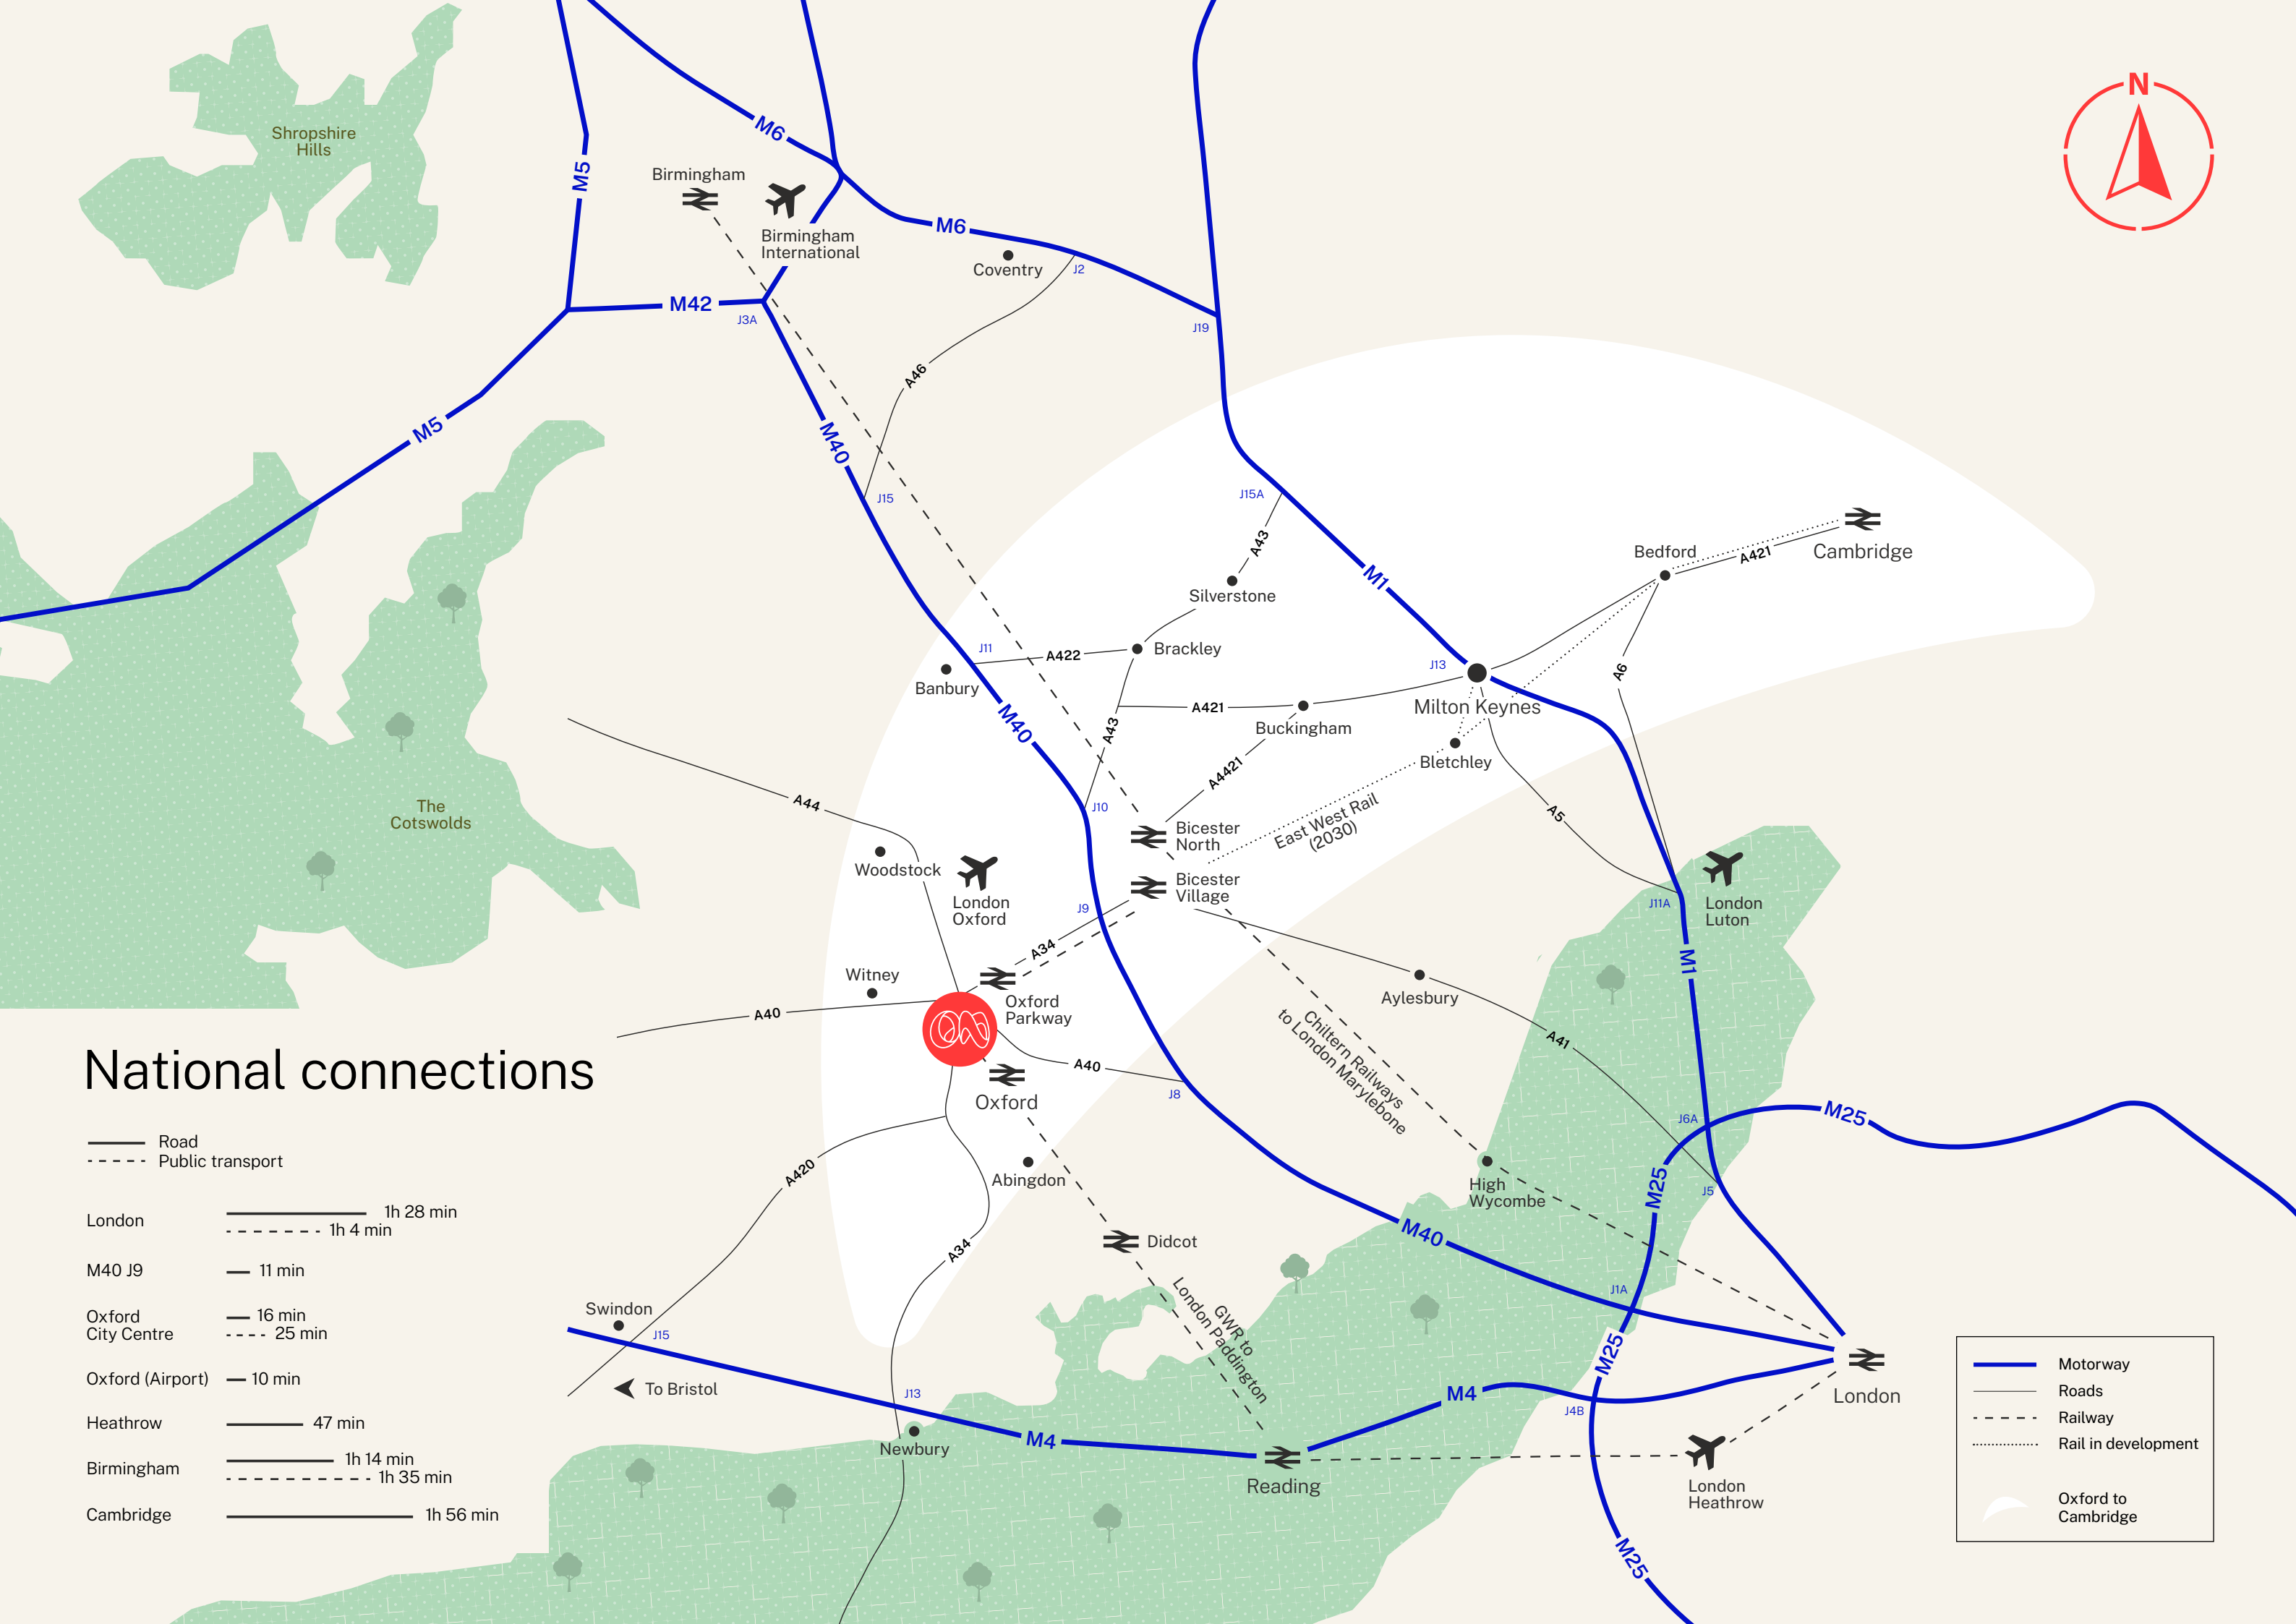 N
Shropshire
Hills
M6
M5
Birmingham
Birmingham
International
M6
Coventry
J2
M42
J3A
J19
A46
M5
M40
J15
J15A
A43
Silverstone
M1
Bedford
A421
Cambridge
J11
A422
Brackley
Banbury
J13
A6
M40
A43
A421
Buckingham
Milton Keynes
Bletchley
A4421
The
Cotswolds
A44
J10
A5
Bicester
North
East West Rail
(2030)
Woodstock
London
Oxford
Bicester
Village
J9
J11A
London
Luton
A34
M1
Witney
Aylesbury
Oxford
Parkway
A40
A41
Chiltern Railways
to London Marylebone
A40
J8
Oxford
J6A
M25
Abingdon
A420
High
Wycombe
M25
J5
A34
Didcot
M40
GWR to
London Paddington
J1A
Swindon
J15
M25
To Bristol
J13
M4
J4B
London
Newbury
M4
Reading
London
Heathrow
M25
National connections
Road
Public transport
London
1h 28 min
1h 4 min
M40 J9
11 min
Oxford
City Centre
16 min
25 min
Oxford (Airport)
10 min
Heathrow
47 min
Birmingham
1h 14 min
1h 35 min
Cambridge
1h 56 min
Motorway
Roads
Railway
Rail in development
Oxford to
Cambridge